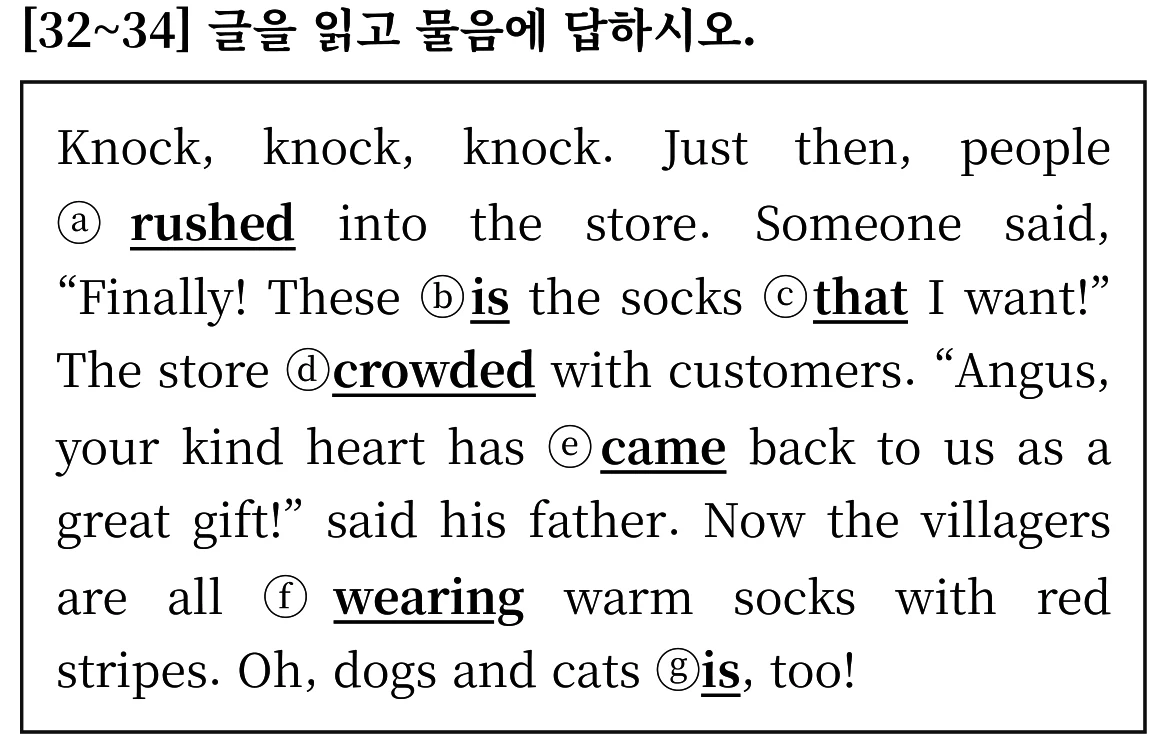 [32~34] 글을 읽고 물음에 답하시오.
Knock, knock, knock. Just then, people
ⓐ rushed into the store. Someone said,
“Finally! These ⓑis the socks ⓒthat I want!”
The store ⓓcrowded with customers. “Angus,
your kind heart has ⓔcame back to us as a
great gift!” said his father. Now the villagers
are all ⓕ wearing warm socks with red
stripes. Oh, dogs and cats ⓖis, too!